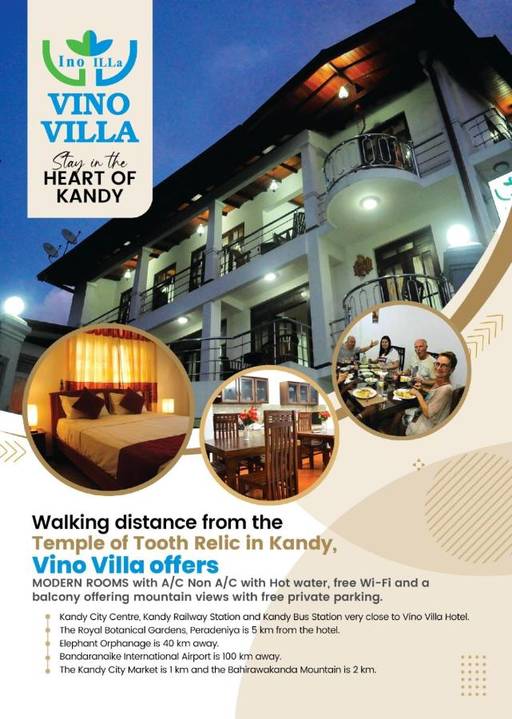 Ino ILLa
VINO
VILLA
Stay in the
HEART OF
KANDY
Walking distance from the
Temple of Tooth Relic in Kandy,
Vino Villa offers
MODERN ROOMS with A/C Non A/C with Hot water, free Wi-Fi and a
balcony offering mountain views with free private parking.
Kandy City Centre, Kandy Railway Station and Kandy Bus Station very close to Vino Villa Hotel.
The Royal Botanical Gardens, Peradeniya is 5 km from the hotel.
Elephant Orphanage is 40 km away.
Bandaranaike International Airport is 100 km away.
The Kandy City Market is 1 km and the Bahirawakanda Mountain is 2 km.